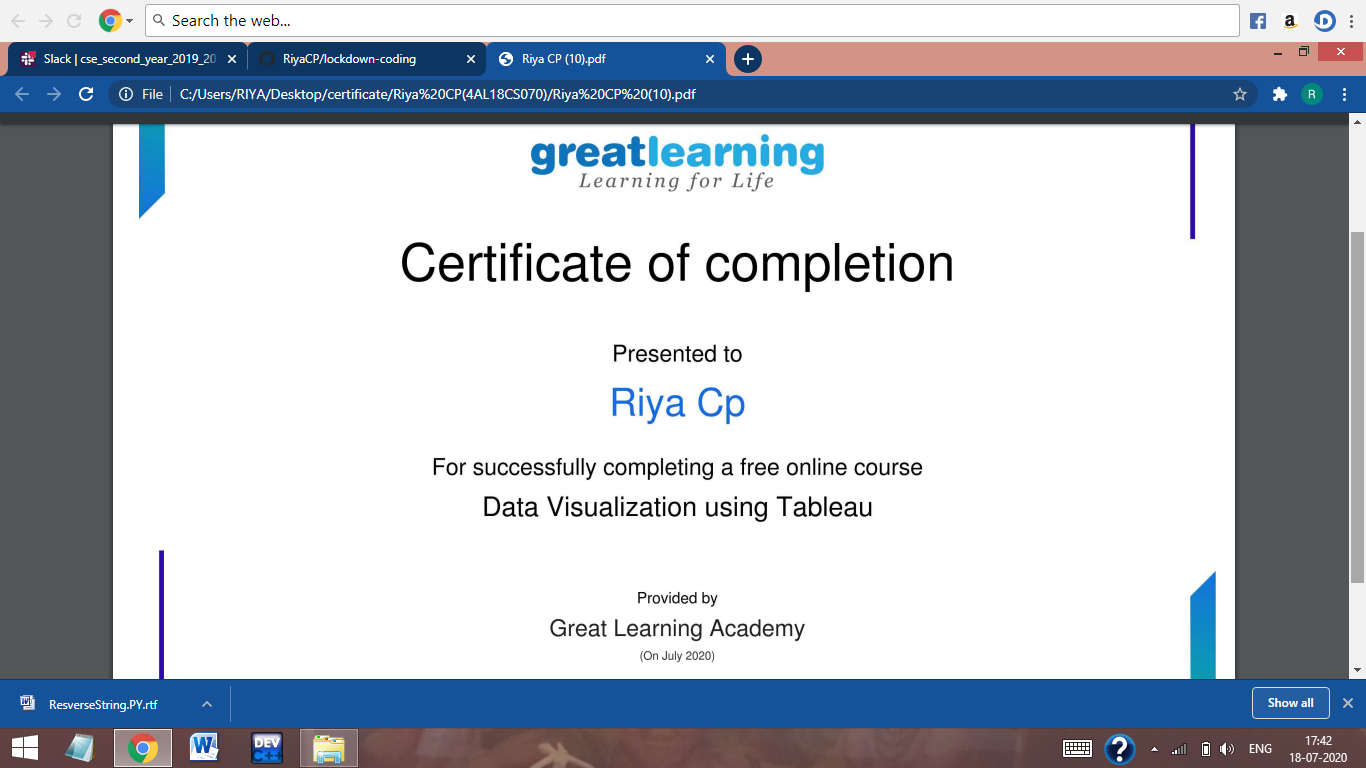 Search the web...
Slack | cse_second_year_2019_20
RiyaCP/lockdown-coding
Riya CP (10).pdf
File
C:/Users/RIYA/Desktop/certificate/Riya%20CP(4AL18CS070)/Riya%20CP%20(10).pdf
R
greatlearning
Learning for Life
Certificate of completion
Presented to
Riya Cp
For successfully completing a free online course
Data Visualization using Tableau
Provided by
Great Learning Academy
(On July 2020)
ResverseString.PY.rtf
Show all
DEV
C++
ENG
17:42
18-07-2020